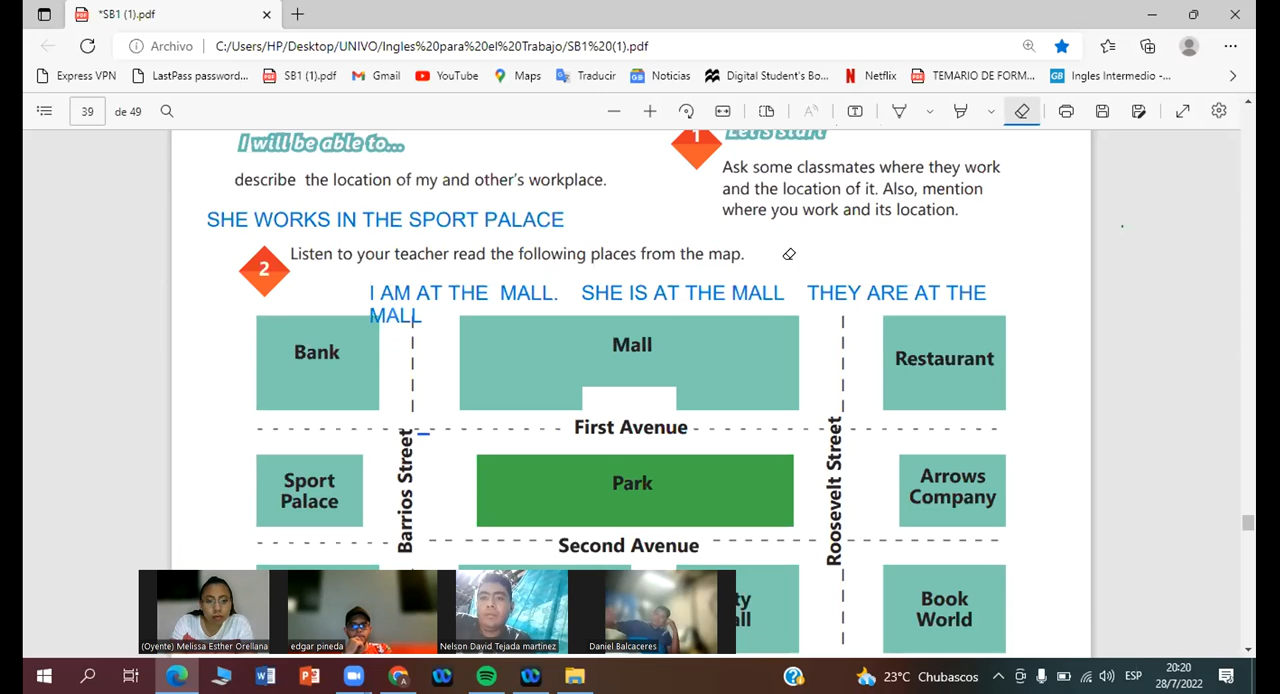 *SB1 (1).pdf
Archivo C:/Users/HP/Desktop/UNIVO/Ingles%20para%20el%20Trabajo/SB1%20(1).pdf
Express VPN LastPass password... SB1 (1).pdf Gmail YouTube Maps Traducir Noticias Digital Student's Bo... Netflix TEMARIO DE FORM... Ingles Intermedio -...
39 de 49
I will be able to...
describe the location of my and other's workplace.
1 Let's start
Ask some classmates where they work
and the location of it. Also, mention
where you work and its location.
SHE WORKS IN THE SPORT PALACE
2 Listen to your teacher read the following places from the map.
I AM AT THE MALL. SHE IS AT THE MALL THEY ARE AT THE
MALL
Bank
Mall
Restaurant
First Avenue
Barrios Street
Roosevelt Street
Sport
Palace
Park
Arrows
Company
Second Avenue
Book
World
(Oyente) Melissa Esther Orellana
edgar pineda
Nelson David Tejada martinez
Daniel Balcaceres
23°C Chubascos
ESP
20:20
28/7/2022